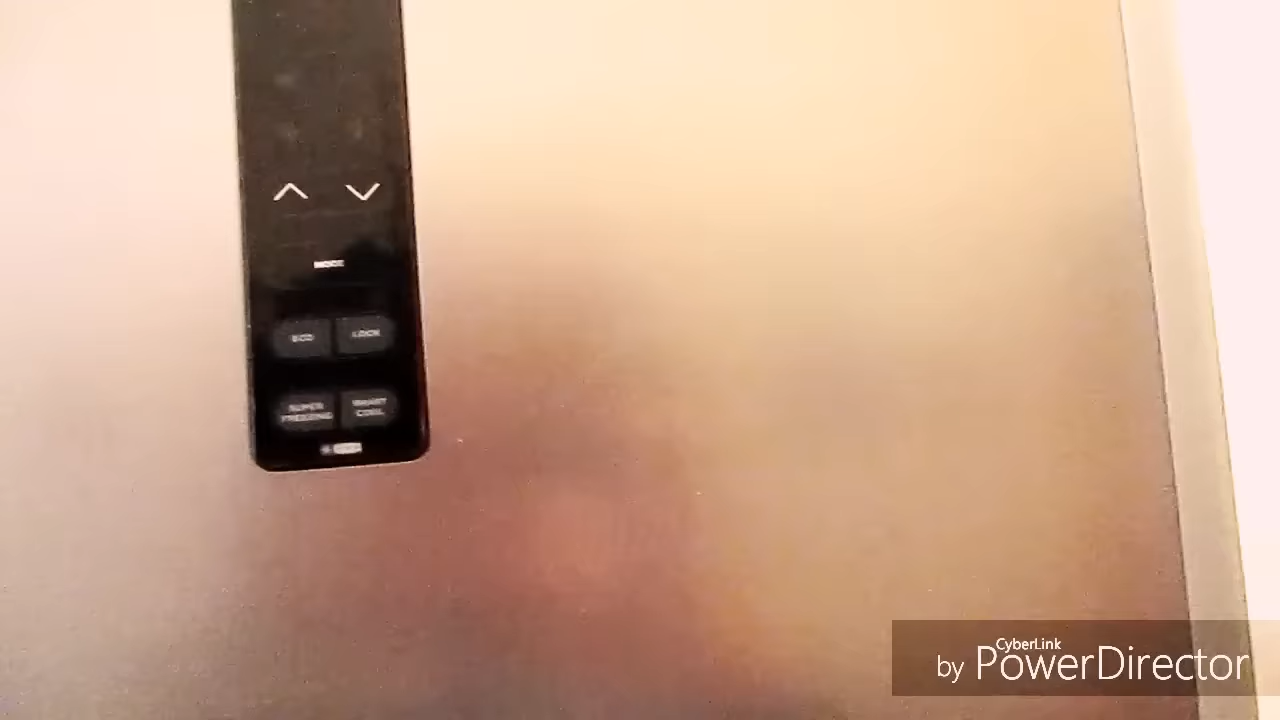 MODE
ECO
LOCK
SUPER
FREEZING
SMART
COOL
CyberLink
by PowerDirector